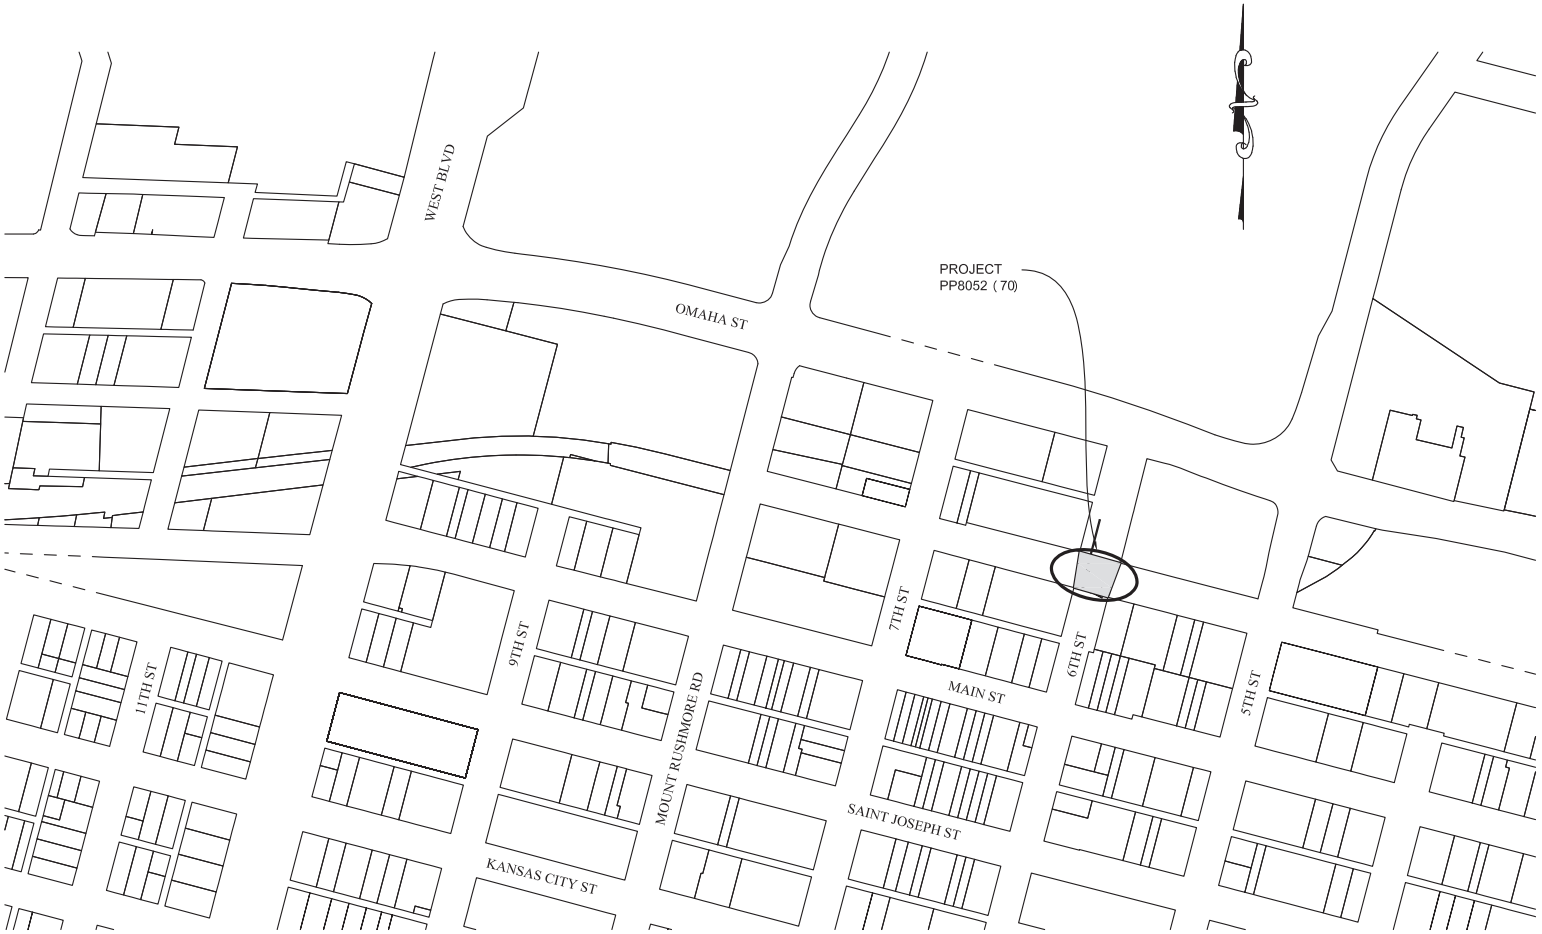 WEST BLVD
PROJECT
PP8052 (70)
OMAHA ST
7TH ST
9TH ST
6TH ST
11TH ST
MAIN ST
5TH ST
MOUNT RUSHMORE RD
SAINT JOSEPH ST
KANSAS CITY ST